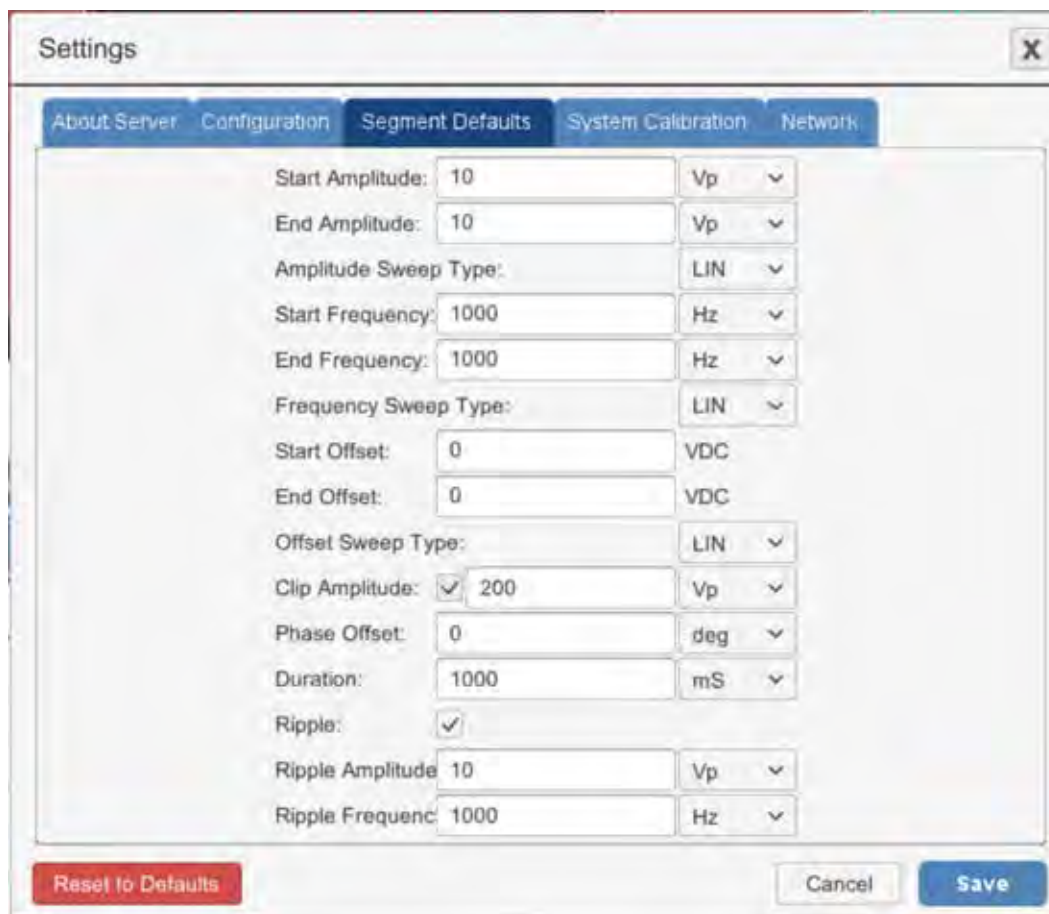 Settings
X
About Server Configuration Segment Defaults System Calibration Network
Start Amplitude: 10 Vp
End Amplitude: 10 Vp
Amplitude Sweep Type: LIN
Start Frequency: 1000 Hz
End Frequency: 1000 Hz
Frequency Sweep Type: LIN
Start Offset: 0 VDC
End Offset: 0 VDC
Offset Sweep Type: LIN
Clip Amplitude: 200 Vp
Phase Offset: 0 deg
Duration: 1000 mS
Ripple:
Ripple Amplitude 10 Vp
Ripple Frequenc 1000 Hz
Reset to Defaults Cancel Save